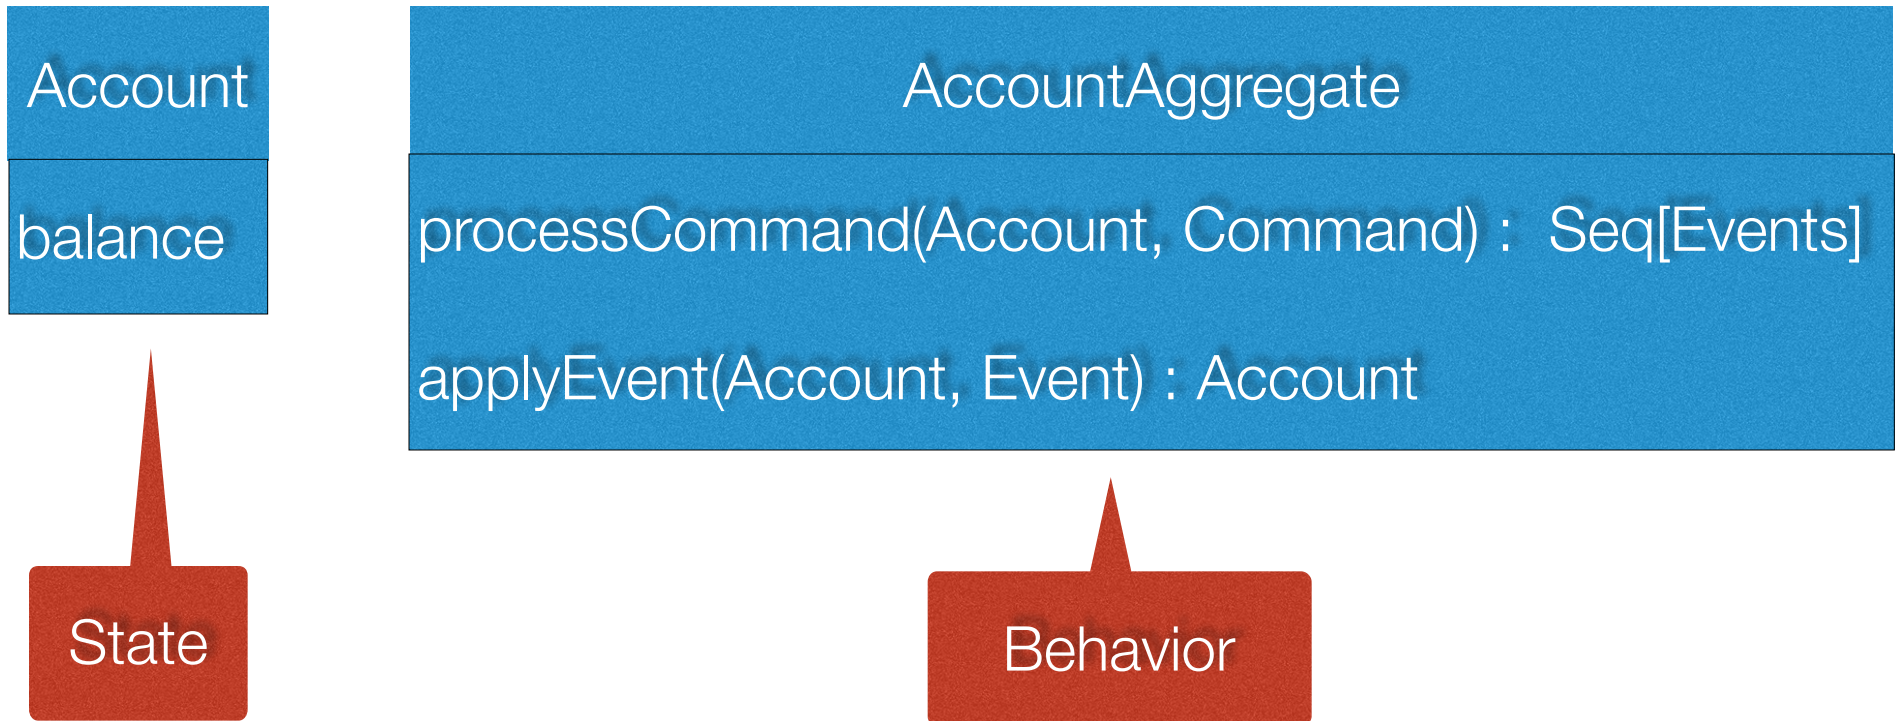 Account
balance
State
AccountAggregate
processCommand(Account, Command) : Seq[Events]
applyEvent(Account, Event) : Account
Behavior